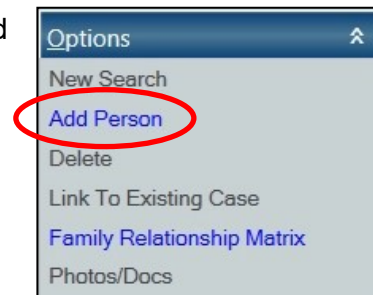 Options
New Search
Add Person
Delete
Link To Existing Case
Family Relationship Matrix
Photos/Docs